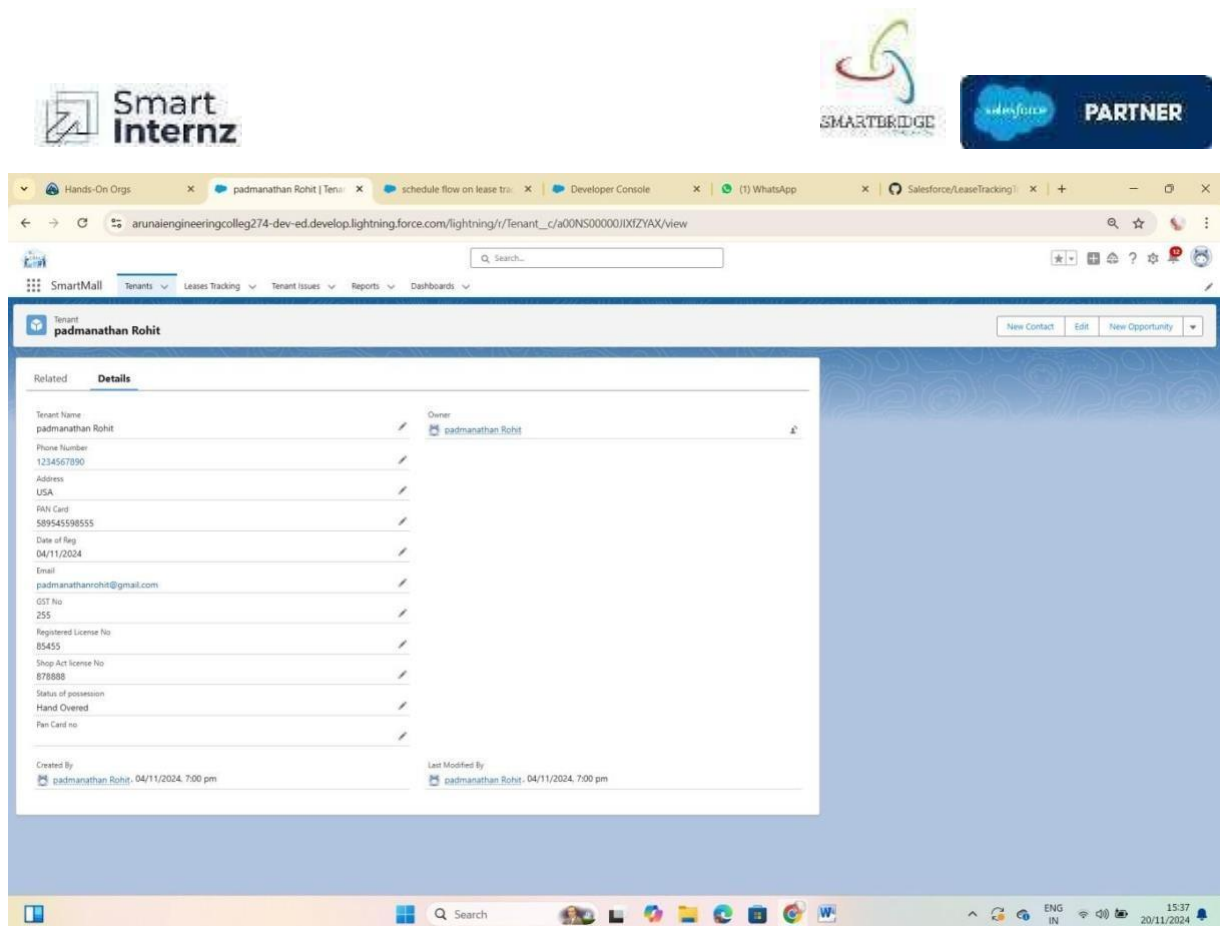 Smart
Internz
SMARTBRIDGE
salesforce PARTNER
Hands-On Orgs
padmanathan Rohit | Tena
schedule flow on lease tra
Developer Console
(1) WhatsApp
Salesforce/LeaseTracking
arunaiengineeringcolleg274-dev-ed.develop.lightning.force.com/lightning/r/Tenant__c/a00NS00000JIXfZYAX/view
Search...
SmartMall Tenants Leases Tracking Tenant Issues Reports Dashboards
12
Tenant
padmanathan Rohit
New Contact Edit New Opportunity
Related Details
Tenant Name
padmanathan Rohit
Owner
padmanathan Rohit
Phone Number
1234567890
Address
USA
PAN Card
589545598555
Date of Reg
04/11/2024
Email
padmanathanrohit@gmail.com
GST No
255
Registered License No
85455
Shop Act license No
878888
Status of possession
Hand Overed
Pan Card no
Created By
padmanathan Rohit, 04/11/2024, 7:00 pm
Last Modified By
padmanathan Rohit, 04/11/2024, 7:00 pm
Search
ENG
IN
15:37
20/11/2024